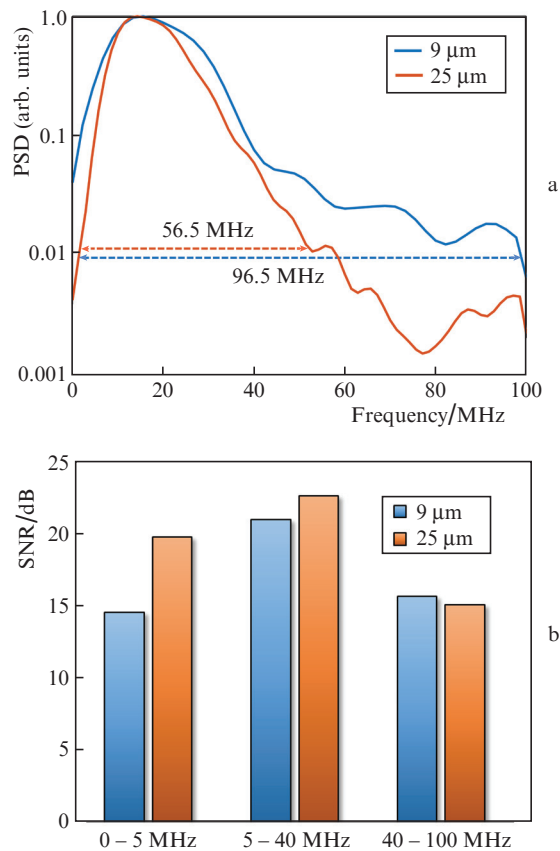 PSD (arb. units)
1.0
0.1
0.01
0.001
9 μm
25 μm
56.5 MHz
96.5 MHz
0 20 40 60 80 100
Frequency/MHz
a
SNR/dB
25
20
15
10
5
0
9 μm
25 μm
0 – 5 MHz 5 – 40 MHz 40 – 100 MHz
b